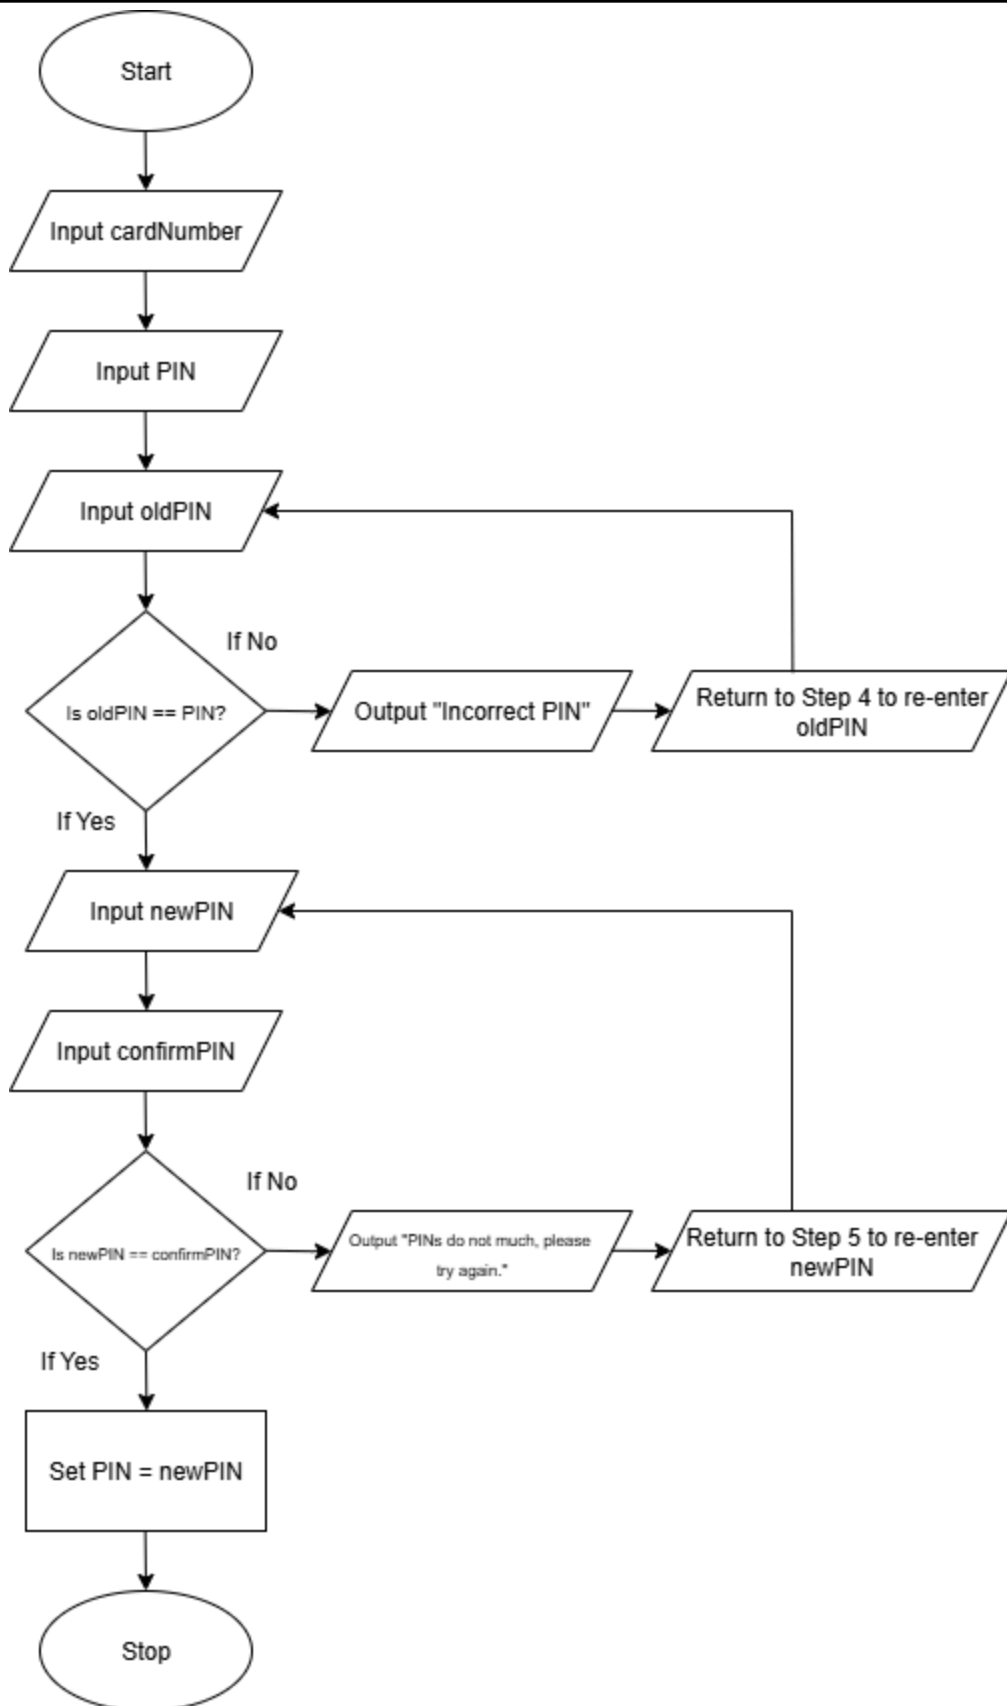 Start
Input cardNumber
Input PIN
Input oldPIN
If No
Is oldPIN == PIN?
Output "Incorrect PIN"
Return to Step 4 to re-enter
oldPIN
If Yes
Input newPIN
Input confirmPIN
If No
Is newPIN == confirmPIN?
Output "PINs do not much, please
try again."
Return to Step 5 to re-enter
newPIN
If Yes
Set PIN = newPIN
Stop